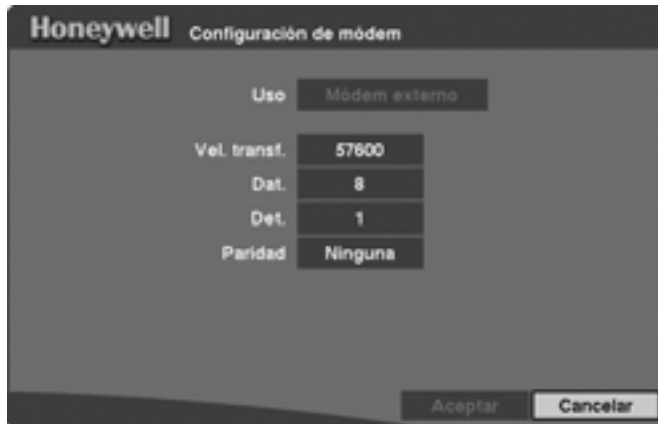 Honeywell Configuración de módem
Uso Módem externo
Vel. transf. 57600
Dat. 8
Det. 1
Paridad Ninguna
Aceptar Cancelar